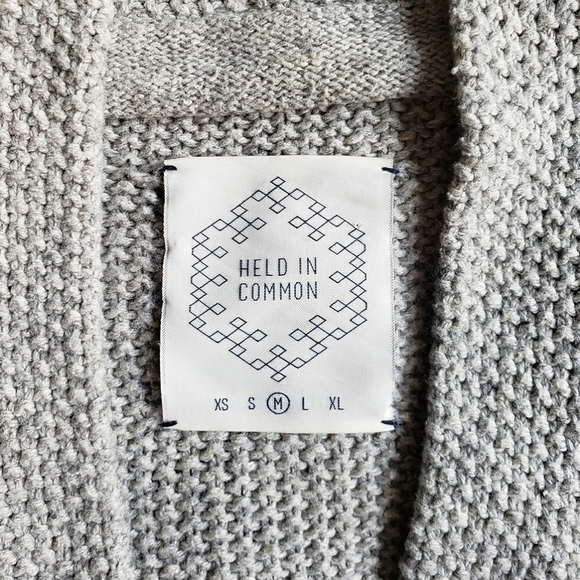 HELD IN
COMMON
XS S M L XL